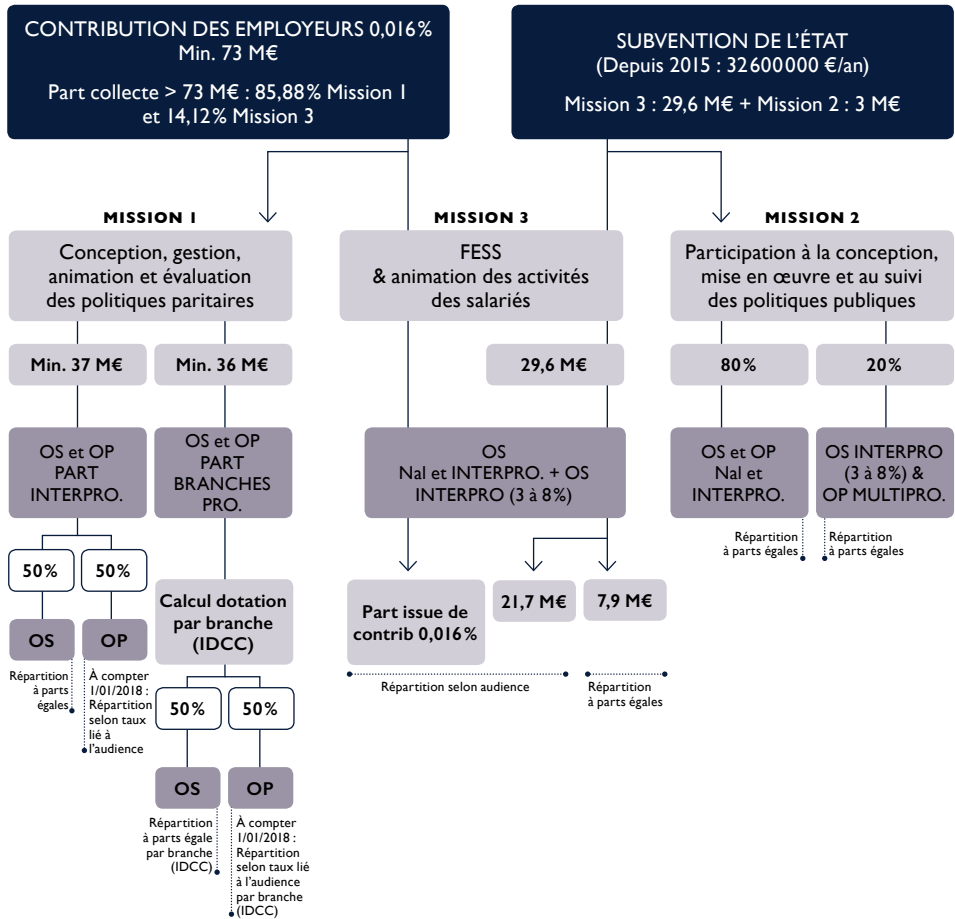 CONTRIBUTION DES EMPLOYEURS 0,016%
Min. 73 M€
Part collecte > 73 M€ : 85,88% Mission 1
et 14,12% Mission 3
SUBVENTION DE L’ÉTAT
(Depuis 2015 : 32600000 €/an)
Mission 3 : 29,6 M€ + Mission 2 : 3 M€
MISSION 1
Conception, gestion,
animation et évaluation
des politiques paritaires
MISSION 3
FESS
& animation des activités
des salariés
MISSION 2
Participation à la conception,
mise en œuvre et au suivi
des politiques publiques
Min. 37 M€
Min. 36 M€
29,6 M€
80%
20%
OS et OP
PART
INTERPRO.
OS et OP
PART
BRANCHES
PRO.
OS
Nal et INTERPRO. + OS
INTERPRO (3 à 8%)
OS et OP
Nal et
INTERPRO.
OS INTERPRO
(3 à 8%) &
OP MULTIPRO.
Répartition
à parts égales
Répartition
à parts égales
50%
50%
Calcul dotation
par branche
(IDCC)
Part issue de
contrib 0,016%
21,7 M€
7,9 M€
OS
OP
Répartition
à parts
égales
À compter
1/01/2018 :
Répartition
selon taux
lié à
l’audience
Répartition selon audience
Répartition
à parts égales
50%
50%
OS
OP
Répartition
à parts égale
par branche
(IDCC)
À compter
1/01/2018 :
Répartition
selon taux lié
à l’audience
par branche
(IDCC)